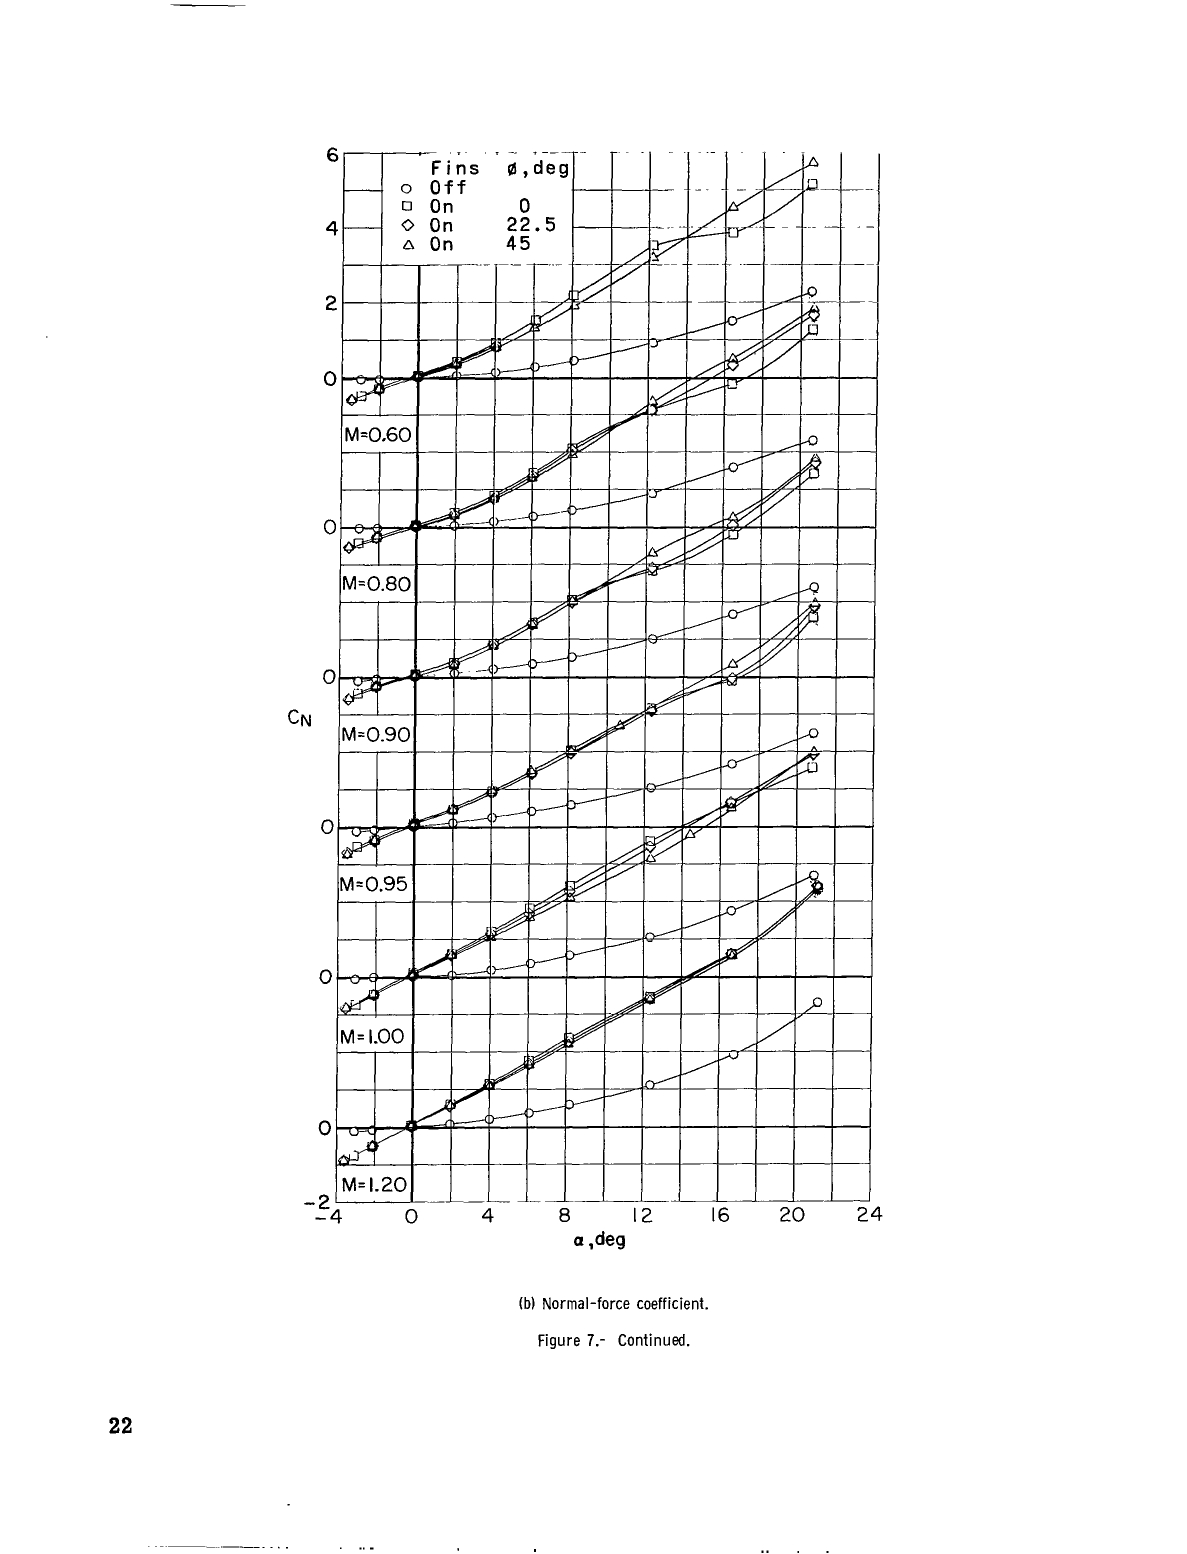 6
Fins ø,deg
○ Off
□ On 0
◇ On 22.5
△ On 45
4
2
0
M=0.60
0
M=0.80
0
CN
M=0.90
0
M=0.95
0
M=1.00
0
M=1.20
-2
-4 0 4 8 12 16 20 24
α,deg
(b) Normal-force coefficient.
Figure 7.- Continued.
22